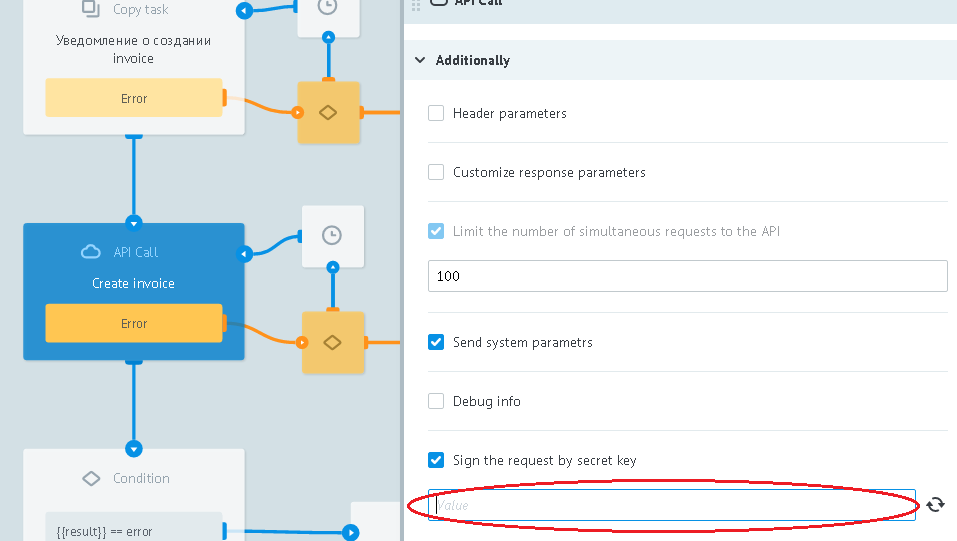 Copy task
Уведомление о создании
invoice
Error
API Call
Create invoice
Error
Condition
{{result}} == error
API Call
Additionally
Header parameters
Customize response parameters
Limit the number of simultaneous requests to the API
100
Send system parametrs
Debug info
Sign the request by secret key
Value